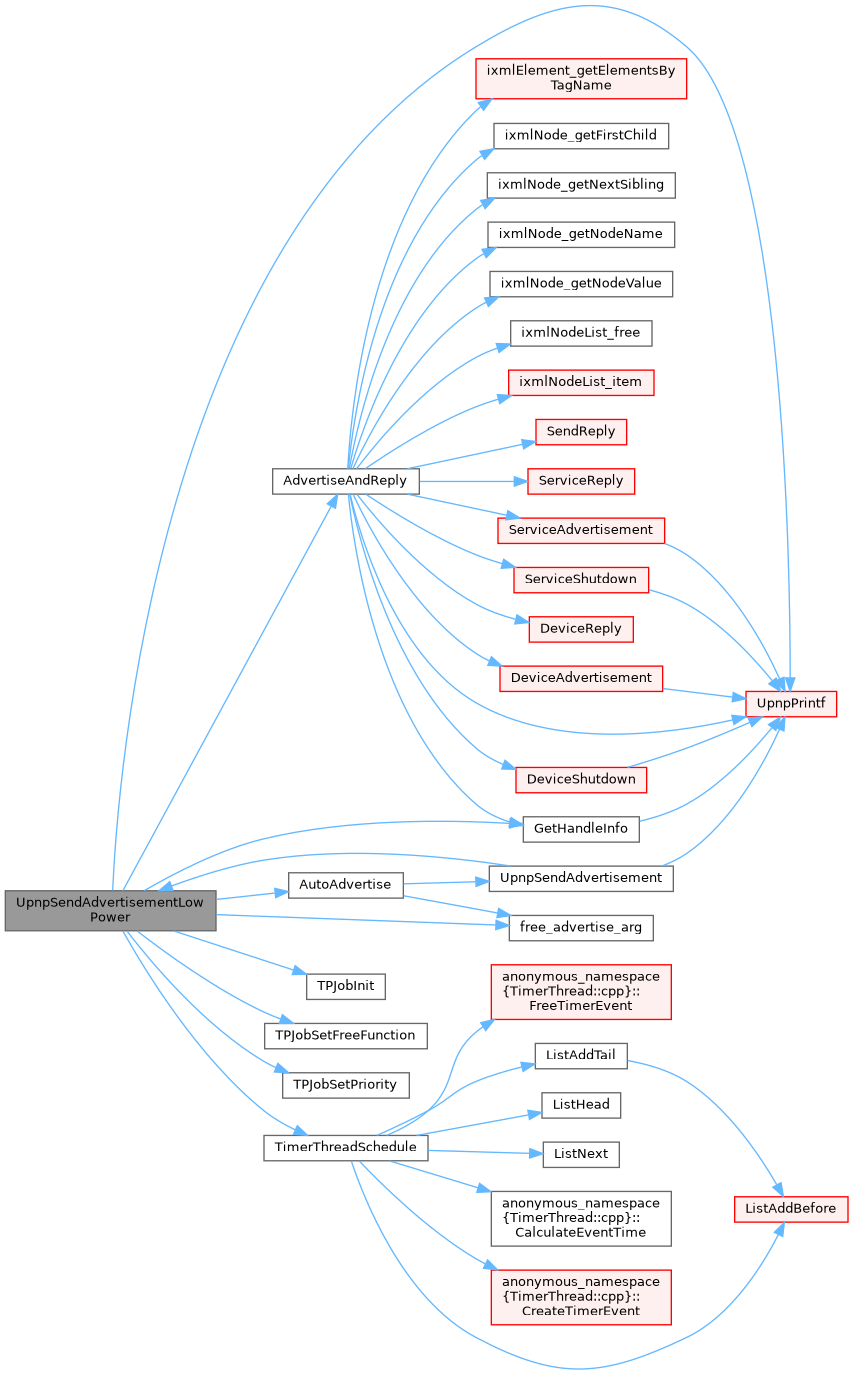 ixmlElement_getElementsBy
TagName
ixmlNode_getFirstChild
ixmlNode_getNextSibling
ixmlNode_getNodeName
ixmlNode_getNodeValue
ixmlNodeList_free
ixmlNodeList_item
SendReply
AdvertiseAndReply
ServiceReply
ServiceAdvertisement
ServiceShutdown
DeviceReply
DeviceAdvertisement
UpnpPrintf
DeviceShutdown
GetHandleInfo
UpnpSendAdvertisement
AutoAdvertise
UpnpSendAdvertisementLow
Power
free_advertise_arg
TPJobInit
anonymous_namespace
{TimerThread::cpp}::
FreeTimerEvent
TPJobSetFreeFunction
ListAddTail
TPJobSetPriority
ListHead
TimerThreadSchedule
ListNext
anonymous_namespace
{TimerThread::cpp}::
CalculateEventTime
ListAddBefore
anonymous_namespace
{TimerThread::cpp}::
CreateTimerEvent